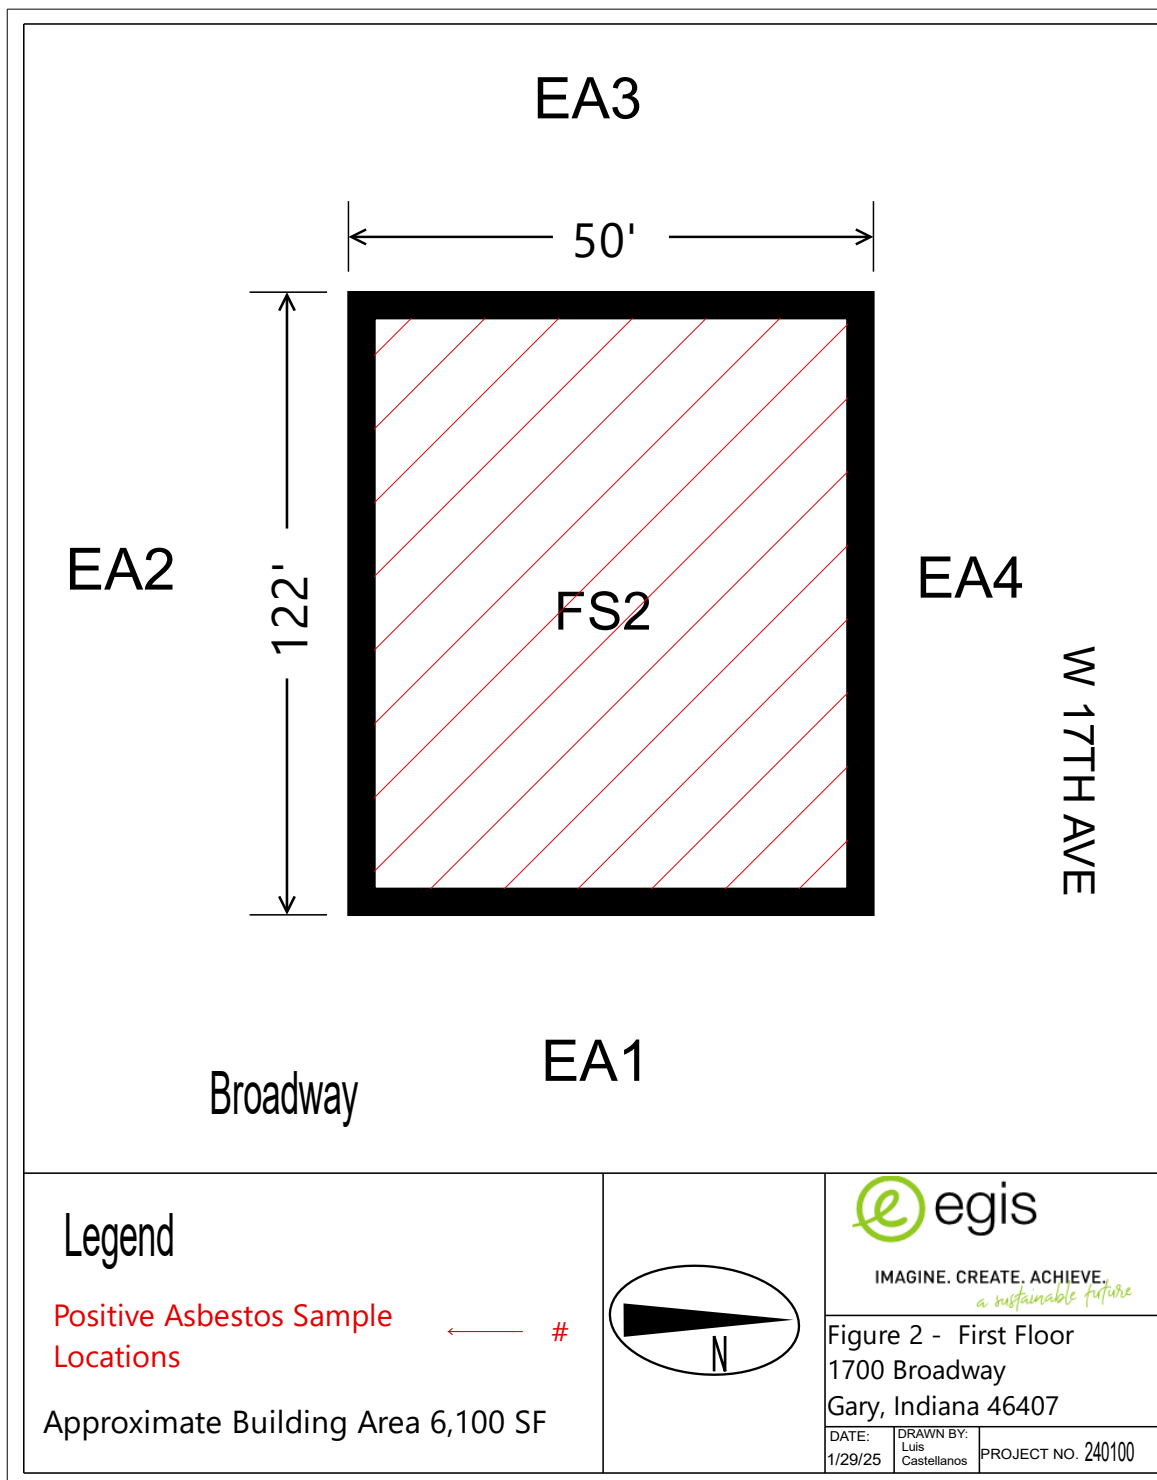 EA3
50'
EA2
122'
FS2
EA4
W 17TH AVE
EA1
Broadway
Legend
Positive Asbestos Sample
Locations
#
Approximate Building Area 6,100 SF
N
e egis
IMAGINE. CREATE. ACHIEVE.
a sustainable future
Figure 2 - First Floor
1700 Broadway
Gary, Indiana 46407
DATE:
1/29/25
DRAWN BY:
Luis
Castellanos
PROJECT NO. 240100